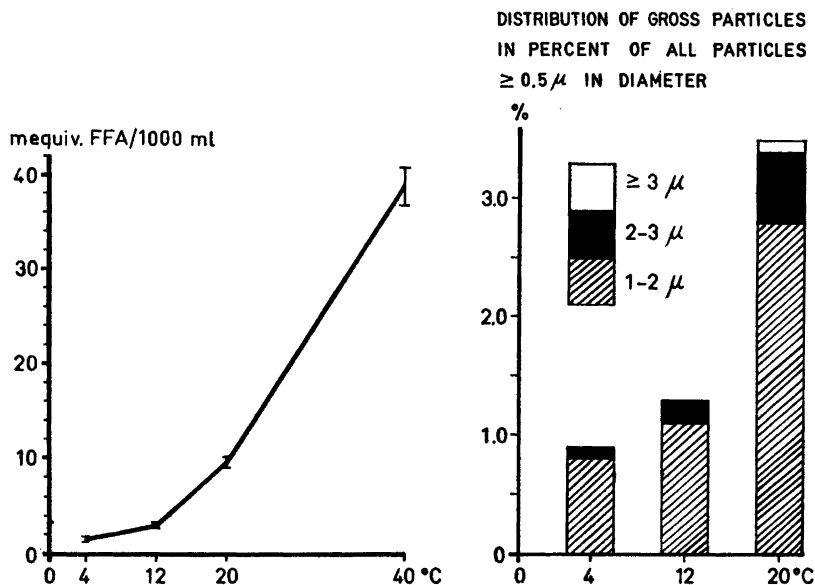 mequiv. FFA/1000 ml
40
30
20
10
0
0 4 12 20 40 °C
DISTRIBUTION OF GROSS PARTICLES
IN PERCENT OF ALL PARTICLES
≥ 0.5 μ IN DIAMETER
%
≥ 3 μ
2-3 μ
1-2 μ
3.0
2.0
1.0
0
0 4 12 20°C